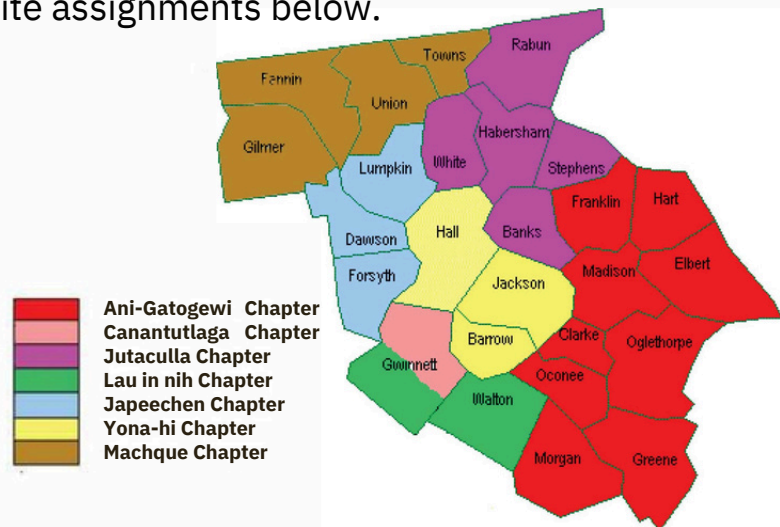 ite assignments below.
Rabun
Towns
Fannin
Union
Habersham
Gilmer
White
Stephens
Lumpkin
Franklin
Hart
Hall
Banks
Dawson
Elbert
Madison
Forsyth
Jackson
Clarke
Barrow
Oglethorpe
Gwinnett
Oconee
Walton
Morgan
Greene
Ani-Gatogewi Chapter
Canantutlaga Chapter
Jutaculla Chapter
Lau in nih Chapter
Japeechen Chapter
Yona-hi Chapter
Machque Chapter